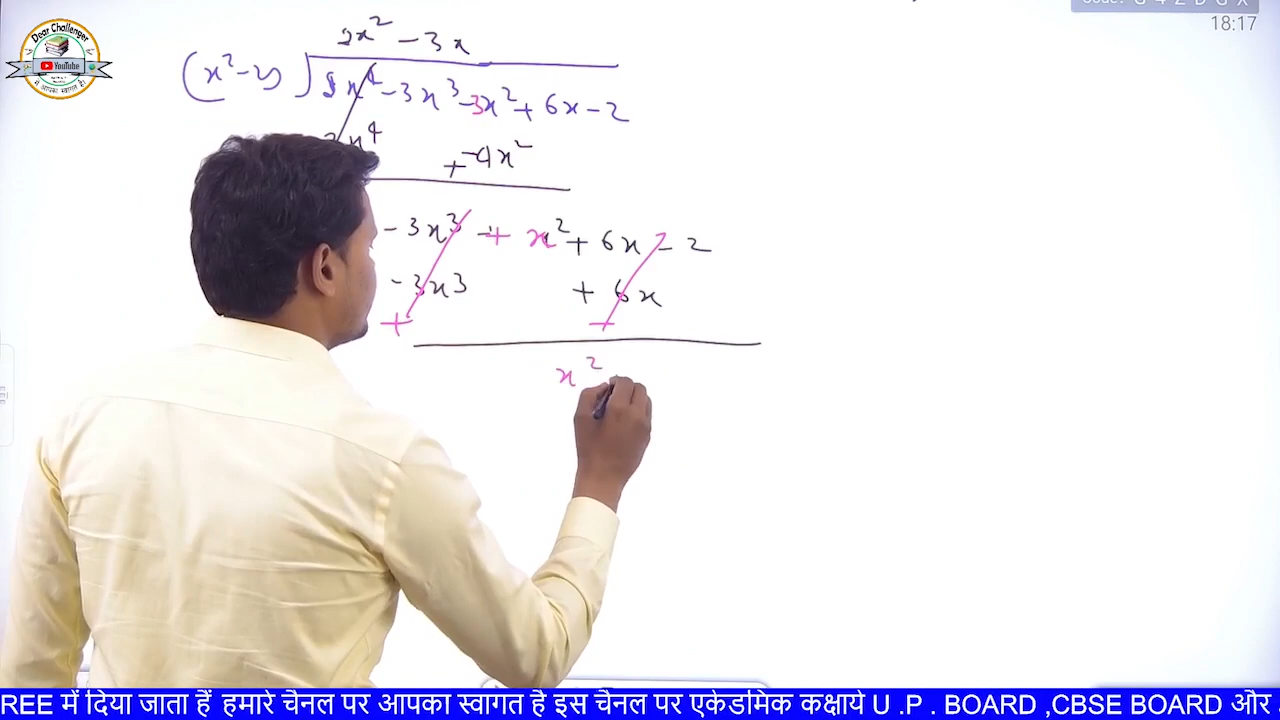 18:17
Dear Challenger
YouTube
में आपका स्वागत है।
2x² - 3x
(x²-2) 2x⁴ - 3x³ - 3x² + 6x - 2
2x⁴ -4x²
+
- 3x³ + x² + 6x - 2
- 3x3 + 6x
+ -
x²
REE में दिया जाता हैं हमारे चैनल पर आपका स्वागत है इस चैनल पर एकेडमिक कक्षायें U .P . BOARD ,CBSE BOARD और